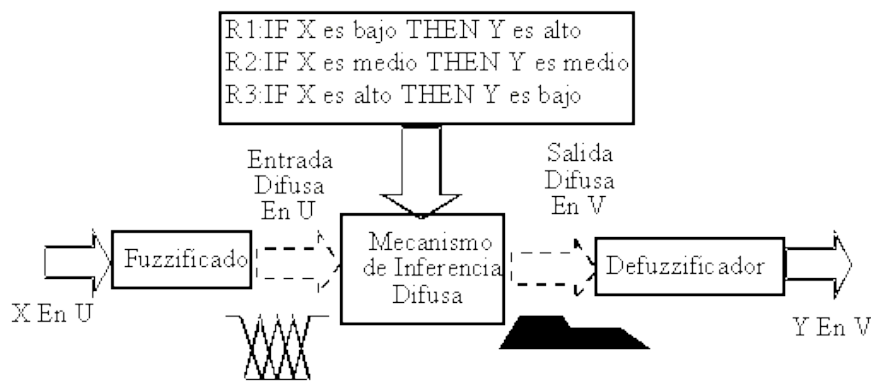 R1:IF X es bajo THEN Y es alto
R2:IF X es medio THEN Y es medio
R3:IF X es alto THEN Y es bajo
Entrada
Difusa
En U
Salida
Difusa
En V
Fuzzificado
Mecanismo
de Inferencia
Difusa
Defuzzificador
X En U
Y En V